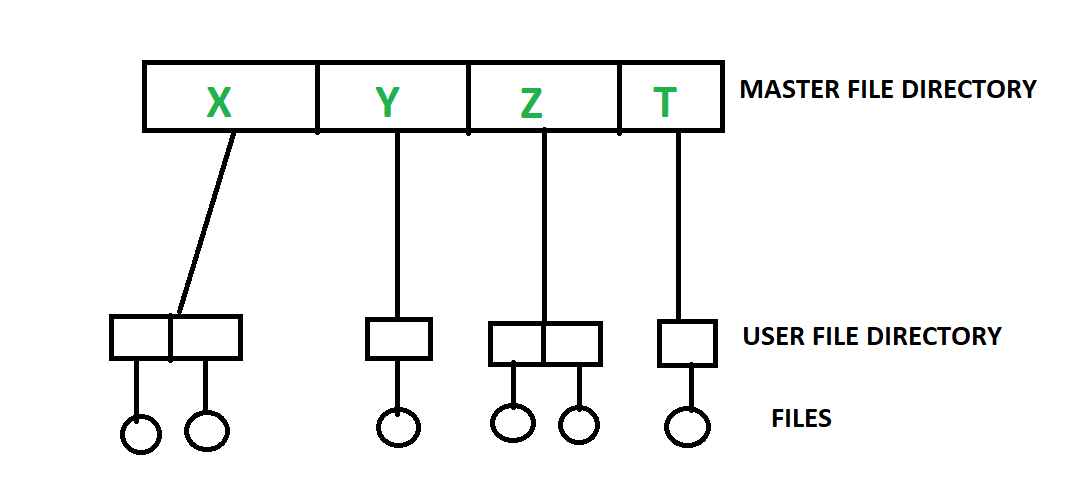 X Y Z T
MASTER FILE DIRECTORY
USER FILE DIRECTORY
FILES